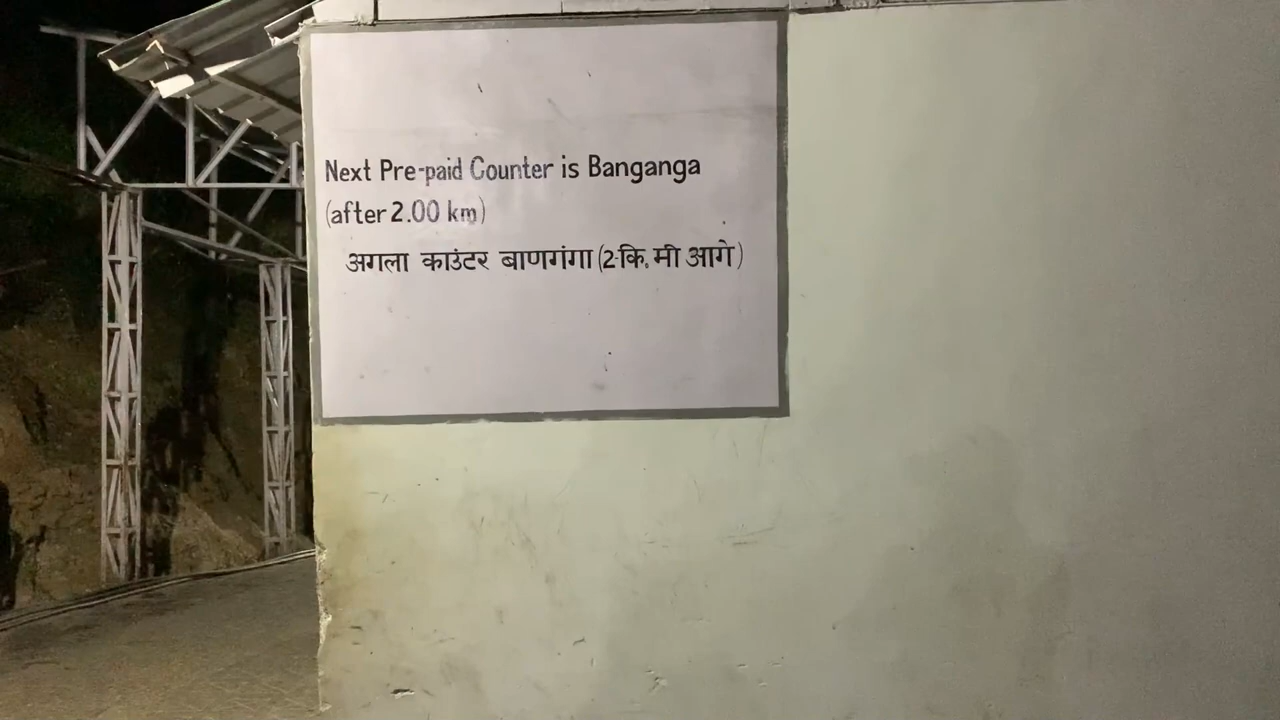 Next Pre-paid Counter is Banganga
(after 2.00 km)
अगला काउंटर बाणगंगा (2-कि. मी आगे)